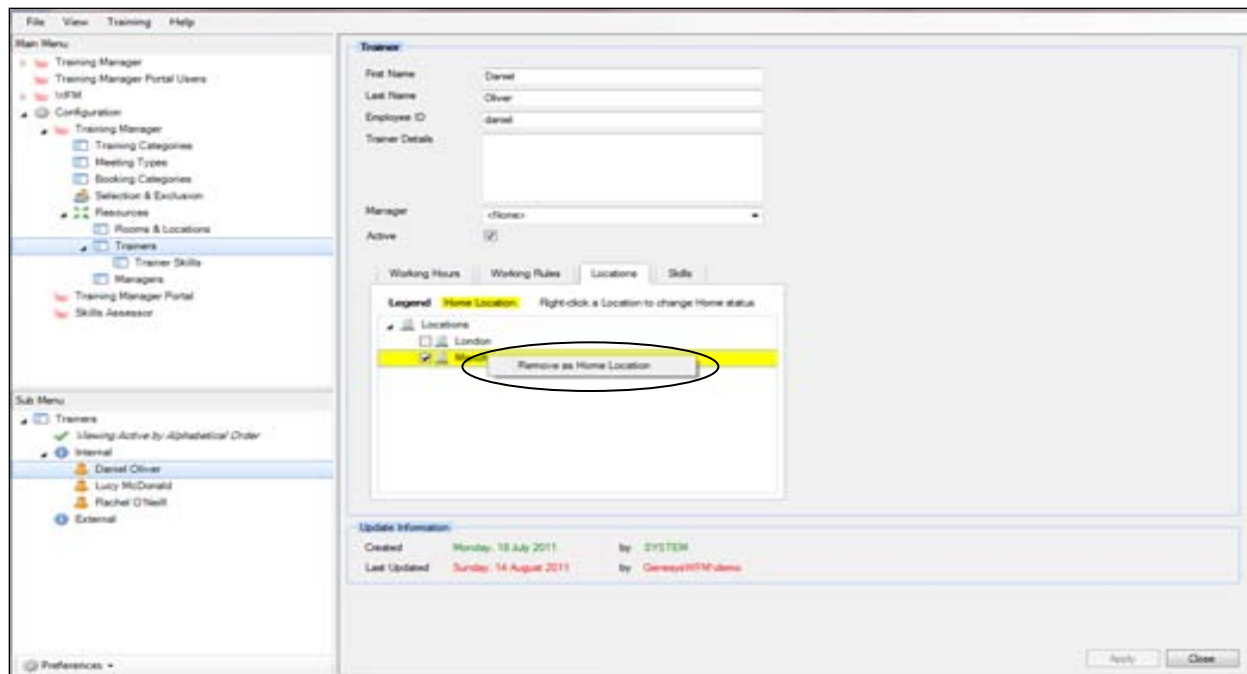 File View Training Help
Main Menu
Training Manager
Training Manager Portal Users
WFM
Configuration
Training Manager
Training Categories
Meeting Types
Booking Categories
Selection & Exclusion
Resources
Rooms & Locations
Trainers
Trainer Skills
Managers
Training Manager Portal
Skills Assessor
Sub Menu
Trainers
Viewing Active by Alphabetical Order
Internal
Daniel Oliver
Lucy McDonald
Rachel O'Neill
External
Preferences
Trainer
First Name Daniel
Last Name Oliver
Employee ID daniel
Trainer Details
Manager <None>
Active
Working Hours Working Rules Locations Skills
Legend Home Location Right-click a Location to change Home status
Locations
London
Remove as Home Location
Update Information
Created Monday, 18 July 2011 by SYSTEM
Last Updated Sunday, 14 August 2011 by GenesysWFM\demo
Apply Close